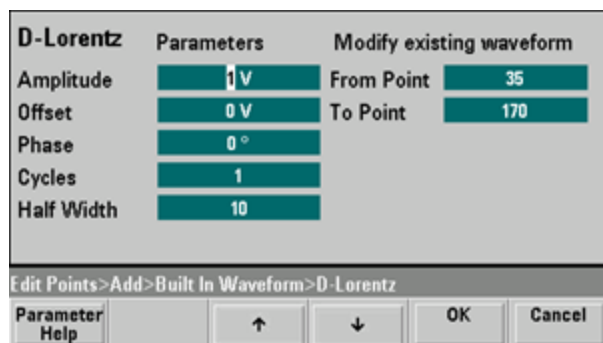 D-Lorentz Parameters Modify existing waveform
Amplitude 1 V From Point 35
Offset 0 V To Point 170
Phase 0 °
Cycles 1
Half Width 10
Edit Points>Add>Built In Waveform>D-Lorentz
Parameter Help ↑ ↓ OK Cancel